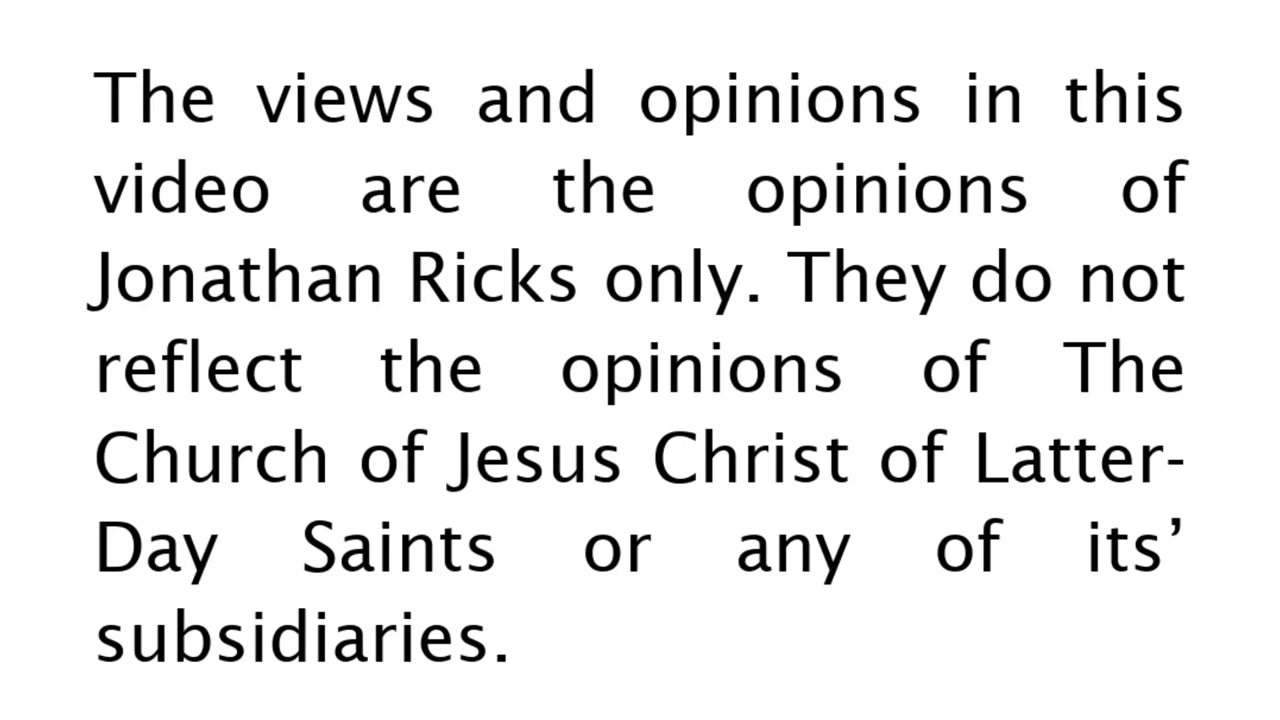 The views and opinions in this
video are the opinions of
Jonathan Ricks only. They do not
reflect the opinions of The
Church of Jesus Christ of Latter-
Day Saints or any of its’
subsidiaries.